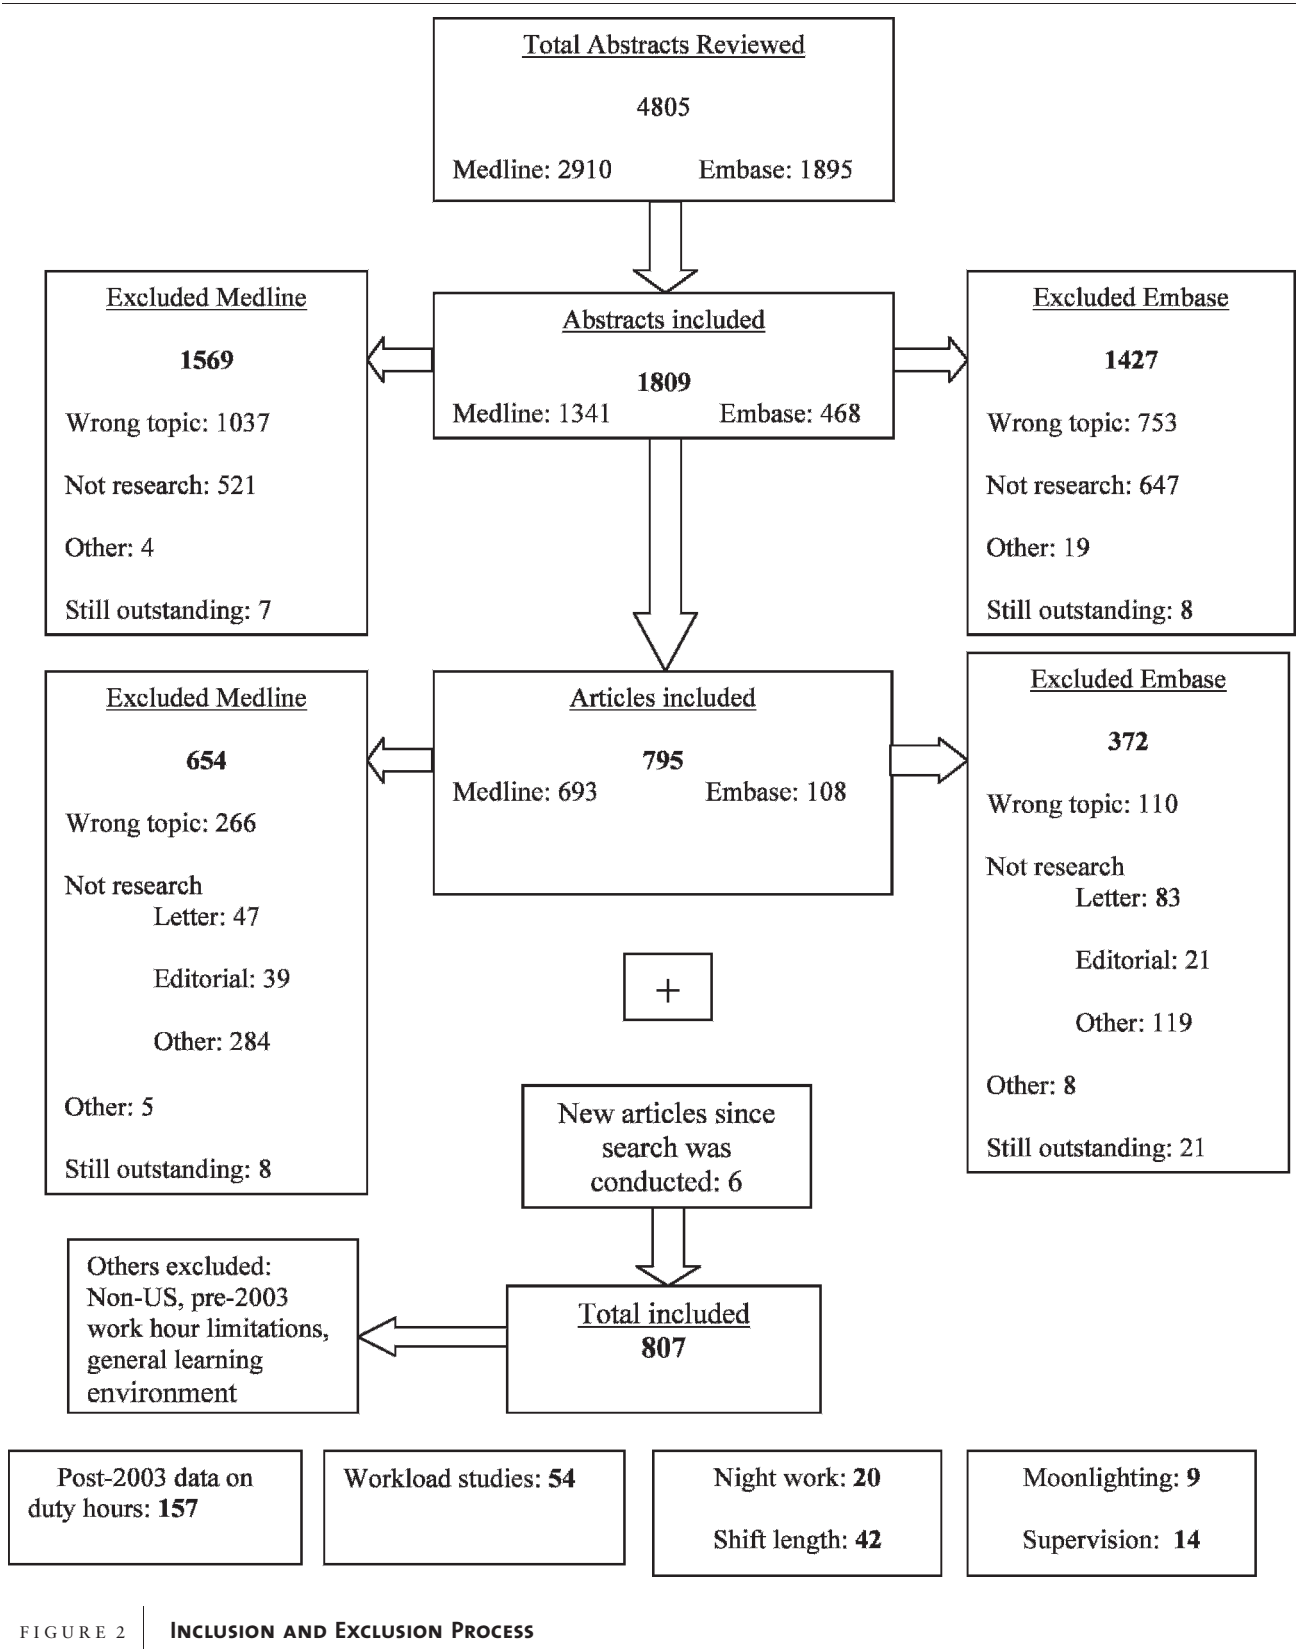 Total Abstracts Reviewed
4805
Medline: 2910 Embase: 1895
Excluded Medline
1569
Wrong topic: 1037
Not research: 521
Other: 4
Still outstanding: 7
Abstracts included
1809
Medline: 1341 Embase: 468
Excluded Embase
1427
Wrong topic: 753
Not research: 647
Other: 19
Still outstanding: 8
Excluded Medline
654
Wrong topic: 266
Not research
Letter: 47
Editorial: 39
Other: 284
Other: 5
Still outstanding: 8
Articles included
795
Medline: 693 Embase: 108
Excluded Embase
372
Wrong topic: 110
Not research
Letter: 83
Editorial: 21
Other: 119
Other: 8
Still outstanding: 21
+
New articles since
search was
conducted: 6
Others excluded:
Non-US, pre-2003
work hour limitations,
general learning
environment
Total included
807
Post-2003 data on
duty hours: 157
Workload studies: 54
Night work: 20
Shift length: 42
Moonlighting: 9
Supervision: 14
FIGURE 2 INCLUSION AND EXCLUSION PROCESS